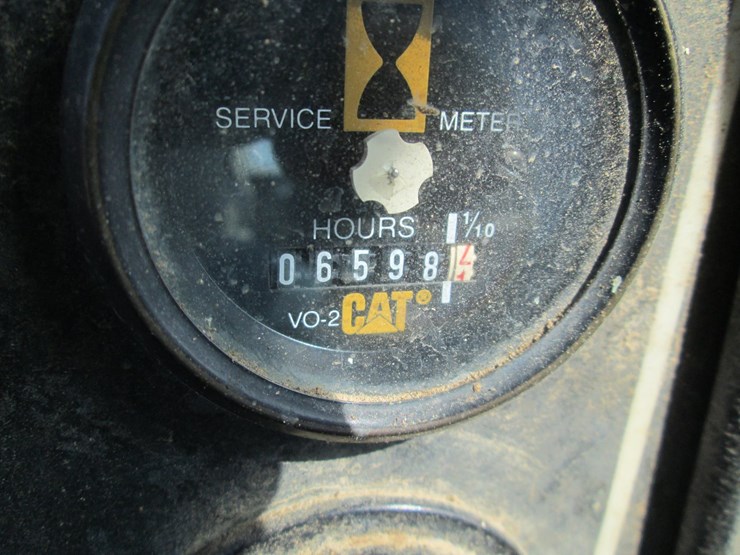 SERVICE METER
HOURS 1/10
06598
VO-2 CAT®